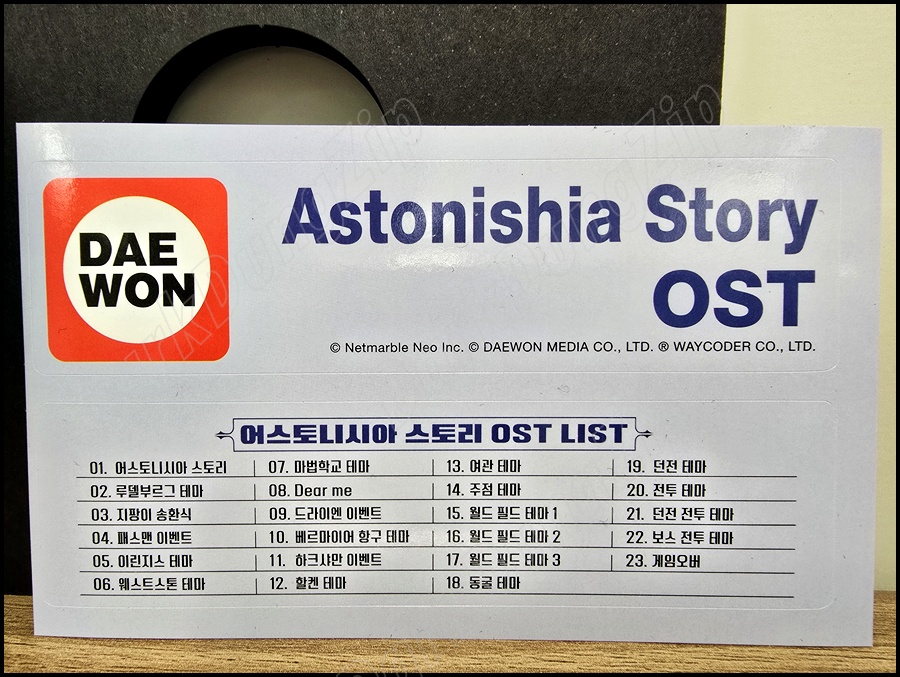 DAE
WON
Astonishia Story
OST
© Netmarble Neo Inc. © DAEWON MEDIA CO., LTD. ® WAYCODER CO., LTD.
어스토니시아 스토리 OST LIST
01. 어스토니시아 스토리
02. 루델부르그 테마
03. 지팡이 송환식
04. 패스맨 이벤트
05. 이린지스 테마
06. 웨스트스톤 테마
07. 마법학교 테마
08. Dear me
09. 드라이엔 이벤트
10. 베르마이어 항구 테마
11. 하크샤만 이벤트
12. 할켄 테마
13. 여관 테마
14. 주점 테마
15. 월드 필드 테마 1
16. 월드 필드 테마 2
17. 월드 필드 테마 3
18. 동굴 테마
19. 던전 테마
20. 전투 테마
21. 던전 전투 테마
22. 보스 전투 테마
23. 게임오버